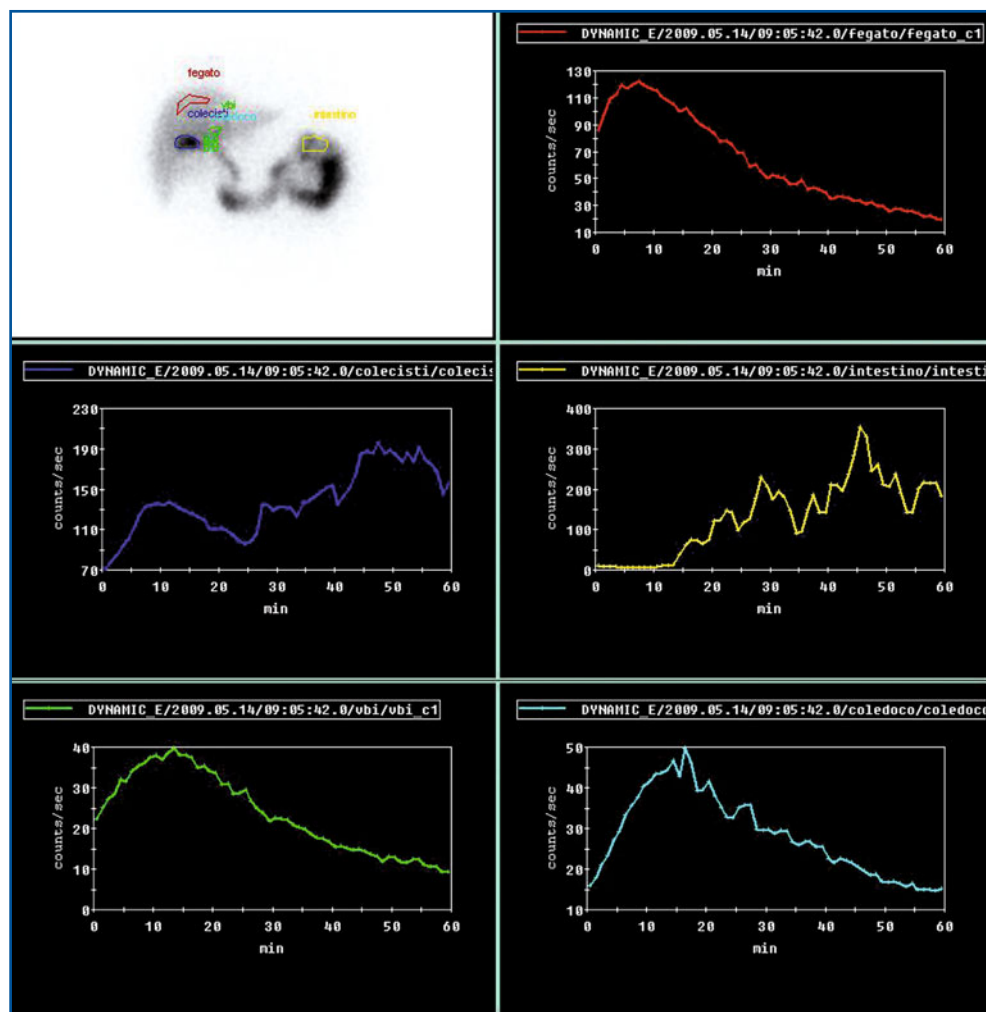 fegato
vbi
colecisti
intestino
DYNAMIC_E/2009.05.14/09:05:42.0/fegato/fegato_c1
130
110
90
70
50
30
10
counts/sec
0 10 20 30 40 50 60
min
DYNAMIC_E/2009.05.14/09:05:42.0/colecisti/colecis
230
190
150
110
70
counts/sec
0 10 20 30 40 50 60
min
DYNAMIC_E/2009.05.14/09:05:42.0/intestino/intesti
400
300
200
100
0
counts/sec
0 10 20 30 40 50 60
min
DYNAMIC_E/2009.05.14/09:05:42.0/vbi/vbi_c1
40
30
20
10
0
counts/sec
0 10 20 30 40 50 60
min
DYNAMIC_E/2009.05.14/09:05:42.0/coledoco/coledoco
50
40
30
20
10
counts/sec
0 10 20 30 40 50 60
min